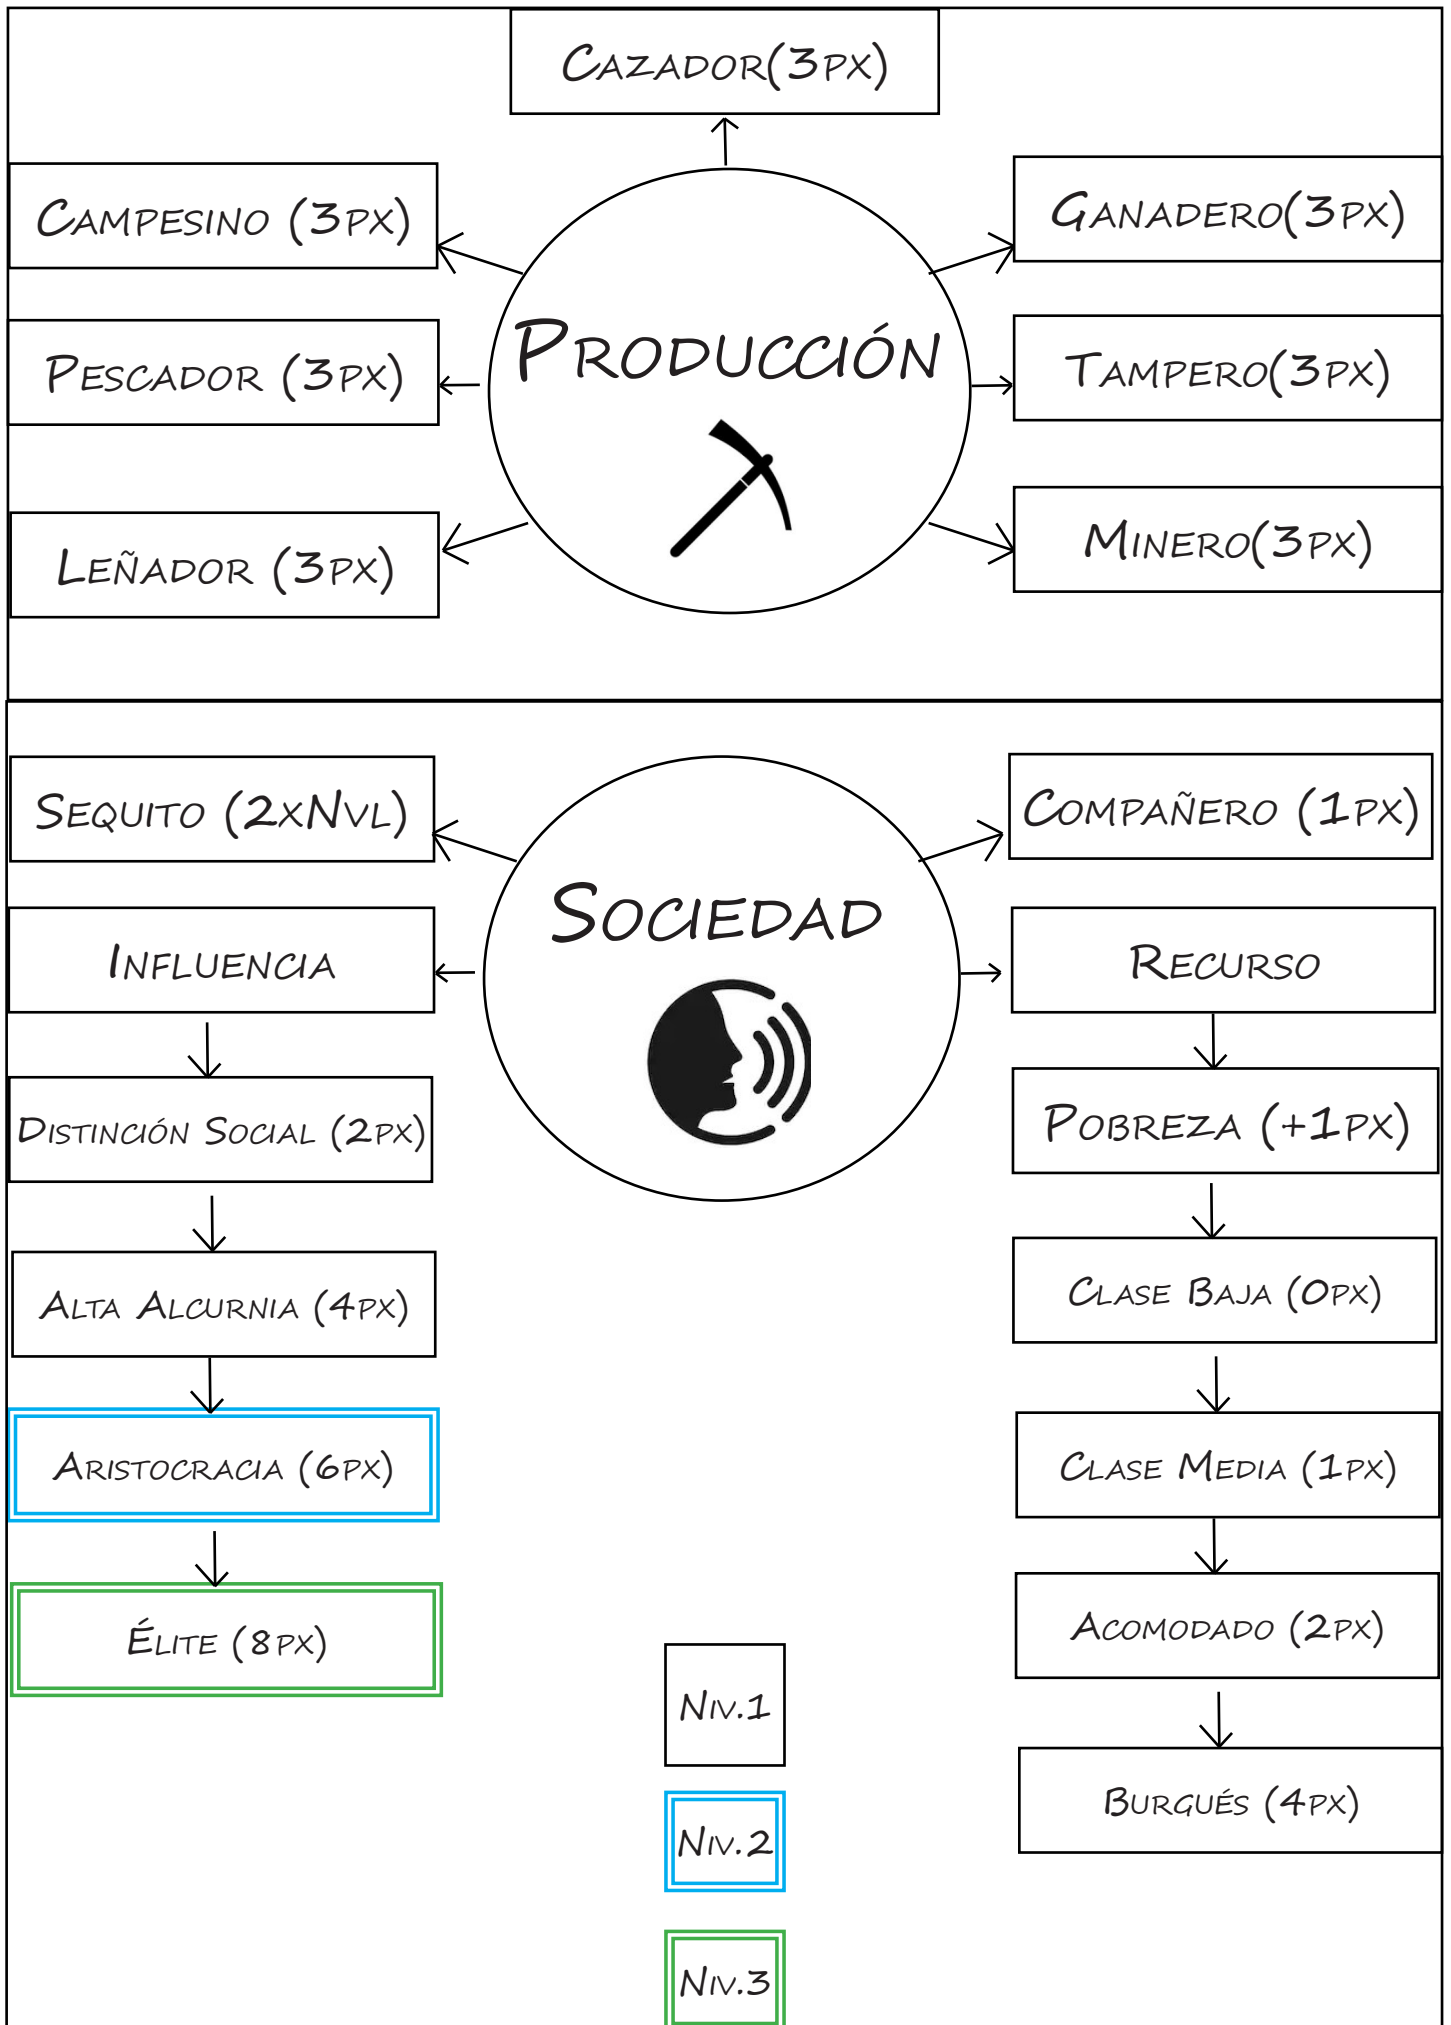 Cazador(3px)
Campesino (3px)
Ganadero(3px)
Producción
Pescador (3px)
Tampero(3px)
Leñador (3px)
Minero(3px)
Sequito (2xNvl)
Compañero (1px)
Sociedad
Influencia
Recurso
Distinción Social (2px)
Pobreza (+1px)
Alta Alcurnia (4px)
Clase Baja (0px)
Aristocracia (6px)
Clase Media (1px)
Élite (8px)
Acomodado (2px)
Burgués (4px)
Niv.1
Niv.2
Niv.3